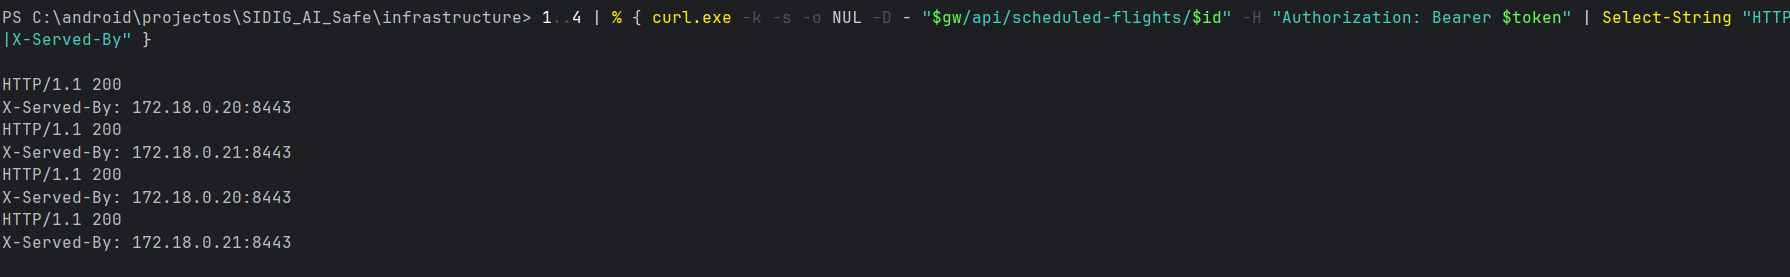 PS C:\android\projectos\SIDIG_AI_Safe\infrastructure> 1..4 | % { curl.exe -k -s -o NUL -D - "$gw/api/scheduled-flights/$id" -H "Authorization: Bearer $token" | Select-String "HTTP
|X-Served-By" }
HTTP/1.1 200
X-Served-By: 172.18.0.20:8443
HTTP/1.1 200
X-Served-By: 172.18.0.21:8443
HTTP/1.1 200
X-Served-By: 172.18.0.20:8443
HTTP/1.1 200
X-Served-By: 172.18.0.21:8443